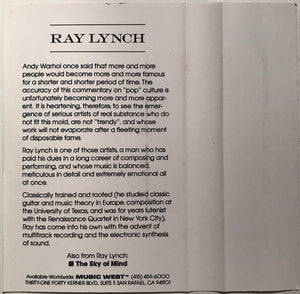 RAY LYNCH
Andy Warhol once said that more and more
people would become more and more famous
for a shorter and shorter period of time. The
accuracy of this commentary on "pop" culture is
unfortunately becoming more and more appar-
ent. It is heartening, therefore, to see the emer-
gence of serious artists of real substance who do
not fit this mold, are not "trendy", and whose
work will not evaporate after a fleeting moment
of disposable fame.
Ray Lynch is one of those artists, a man who has
paid his dues in a long career of composing and
performing, and whose music is balanced,
meticulous in detail and extremely emotional all
at once.
Classically trained and rooted (he studied classic
guitar and music theory in Europe, composition at
the University of Texas, and was for years lutenist
with the Renaissance Quartet in New York City),
Ray has come into his own with the advent of
multitrack recording and the electronic synthesis
of sound.
Also from Ray Lynch:
■ The Sky of Mind
Available Worldwide: MUSIC WEST™ (415) 459-6000
THIRTY-ONE FORTY KERNER BLVD., SUITE F, SAN RAFAEL, CA 94901